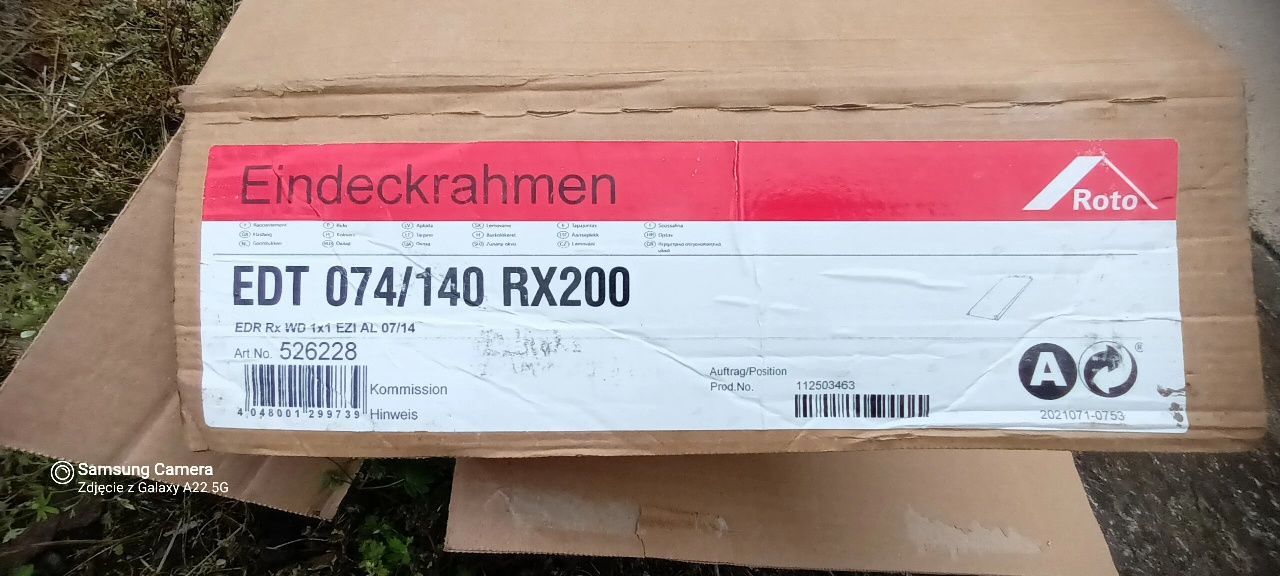 Eindeckrahmen
Roto
EDT 074/140 RX200
EDR Rx WD 1x1 EZI AL 07/14
Art No. 526228
4 048001 299739
Kommission
Hinweis
Auftrag/Position
Prod.No. 112503463
A
®
2021071-0753
Samsung Camera
Zdjęcie z Galaxy A22 5G